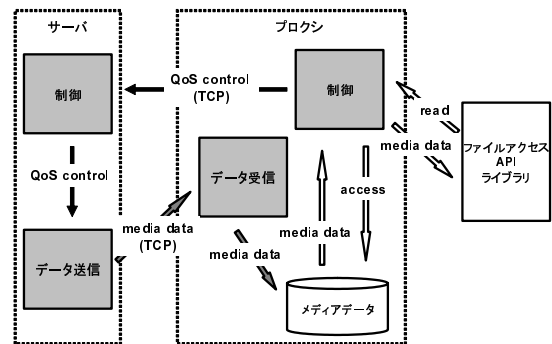 サーバ
プロクシ
制御
QoS control
(TCP)
制御
read
media data
ファイルアクセス
API
ライブラリ
QoS control
データ受信
access
media data
(TCP)
media data
media data
データ送信
メディアデータ